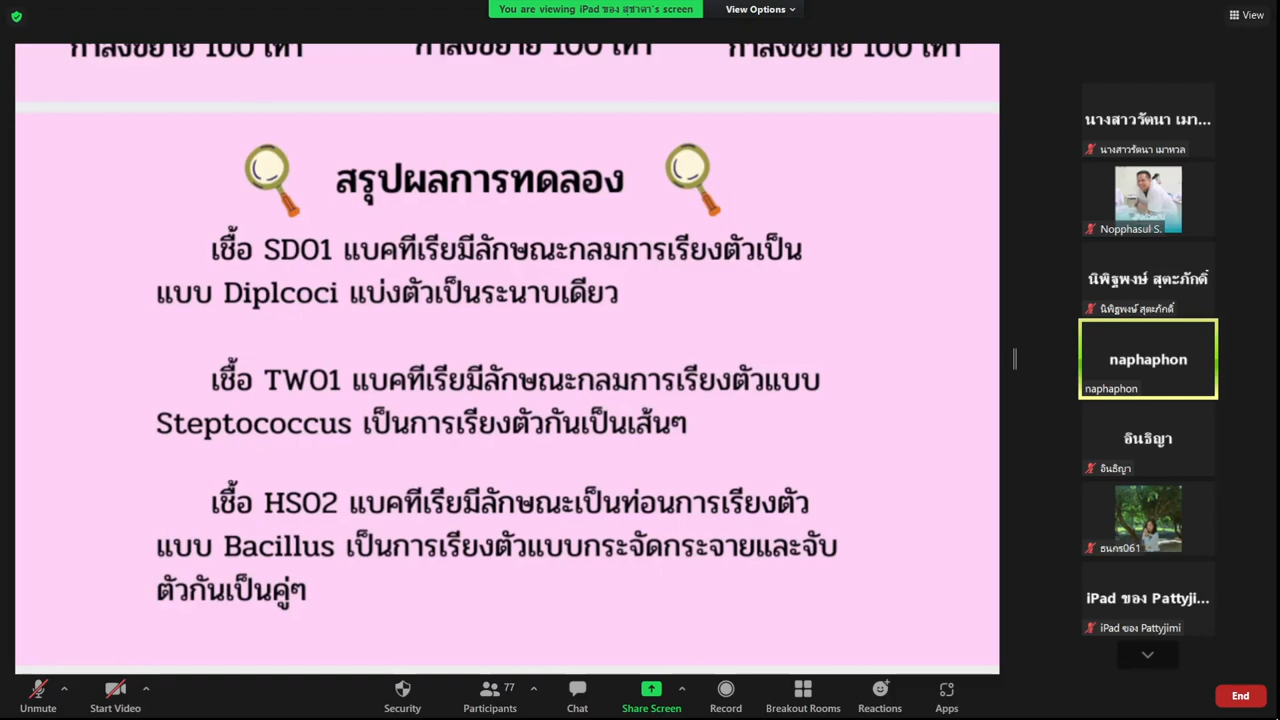 You are viewing iPad ของ สุชาดา's screen
View Options
View
กำลังขยาย 100 เท่า
กำลังขยาย 100 เท่า
กำลังขยาย 100 เท่า
สรุปผลการทดลอง
เชื้อ SD01 แบคทีเรียมีลักษณะกลมการเรียงตัวเป็น
แบบ Diplcoci แบ่งตัวเป็นระนาบเดียว
เชื้อ TW01 แบคทีเรียมีลักษณะกลมการเรียงตัวแบบ
Steptococcus เป็นการเรียงตัวกันเป็นเส้นๆ
เชื้อ HS02 แบคทีเรียมีลักษณะเป็นท่อนการเรียงตัว
แบบ Bacillus เป็นการเรียงตัวแบบกระจัดกระจายและจับ
ตัวกันเป็นคู่ๆ
นางสาววัตนา เมา...
นางสาวรัตนา เมาหวล
Nopphasul S.
นิพิฐพงษ์ สุตะภักดิ์
นิพิฐพงษ์ สุตะภักดิ์
naphaphon
naphaphon
อินธิญา
อินธิญา
ธนกร061
iPad ของ Pattyji...
iPad ของ Pattyjimi
Unmute
Start Video
Security
77
Participants
Chat
Share Screen
Record
Breakout Rooms
Reactions
Apps
End